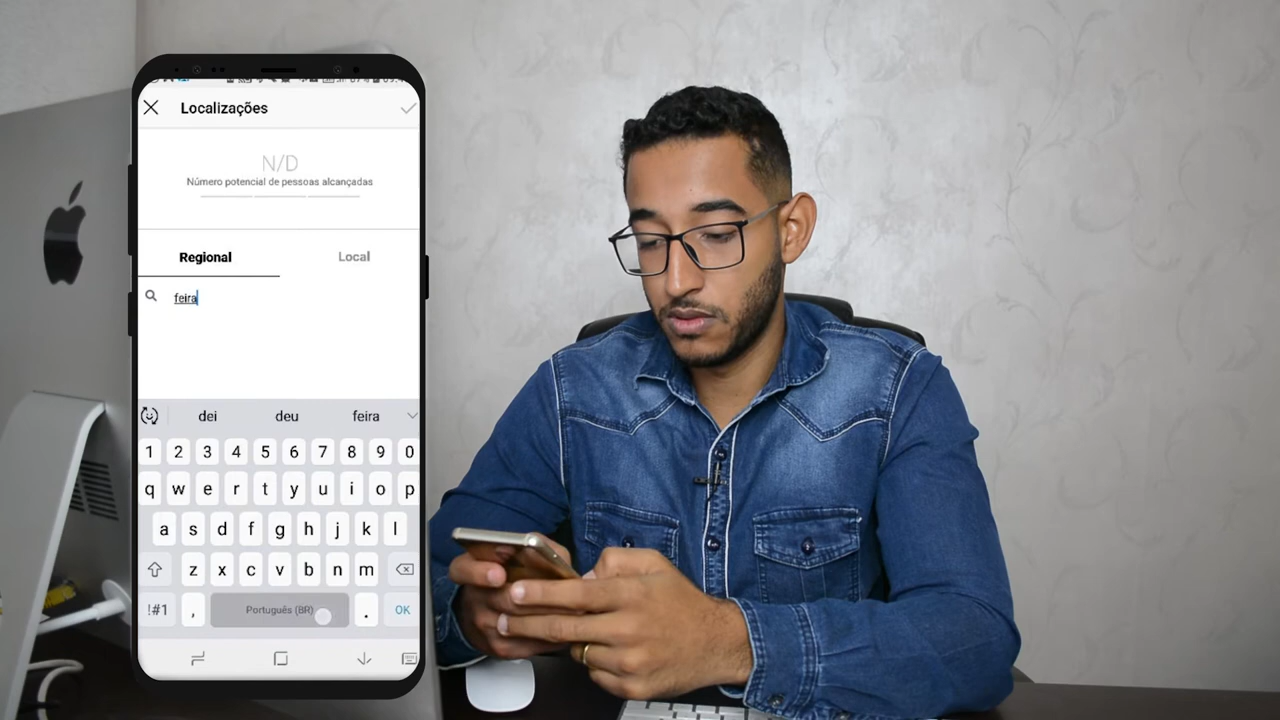 Localizações
N/D
Número potencial de pessoas alcançadas
Regional Local
feira
dei deu feira
1 2 3 4 5 6 7 8 9 0
q w e r t y u i o p
a s d f g h j k l
z x c v b n m
!#1 , Português (BR) . OK